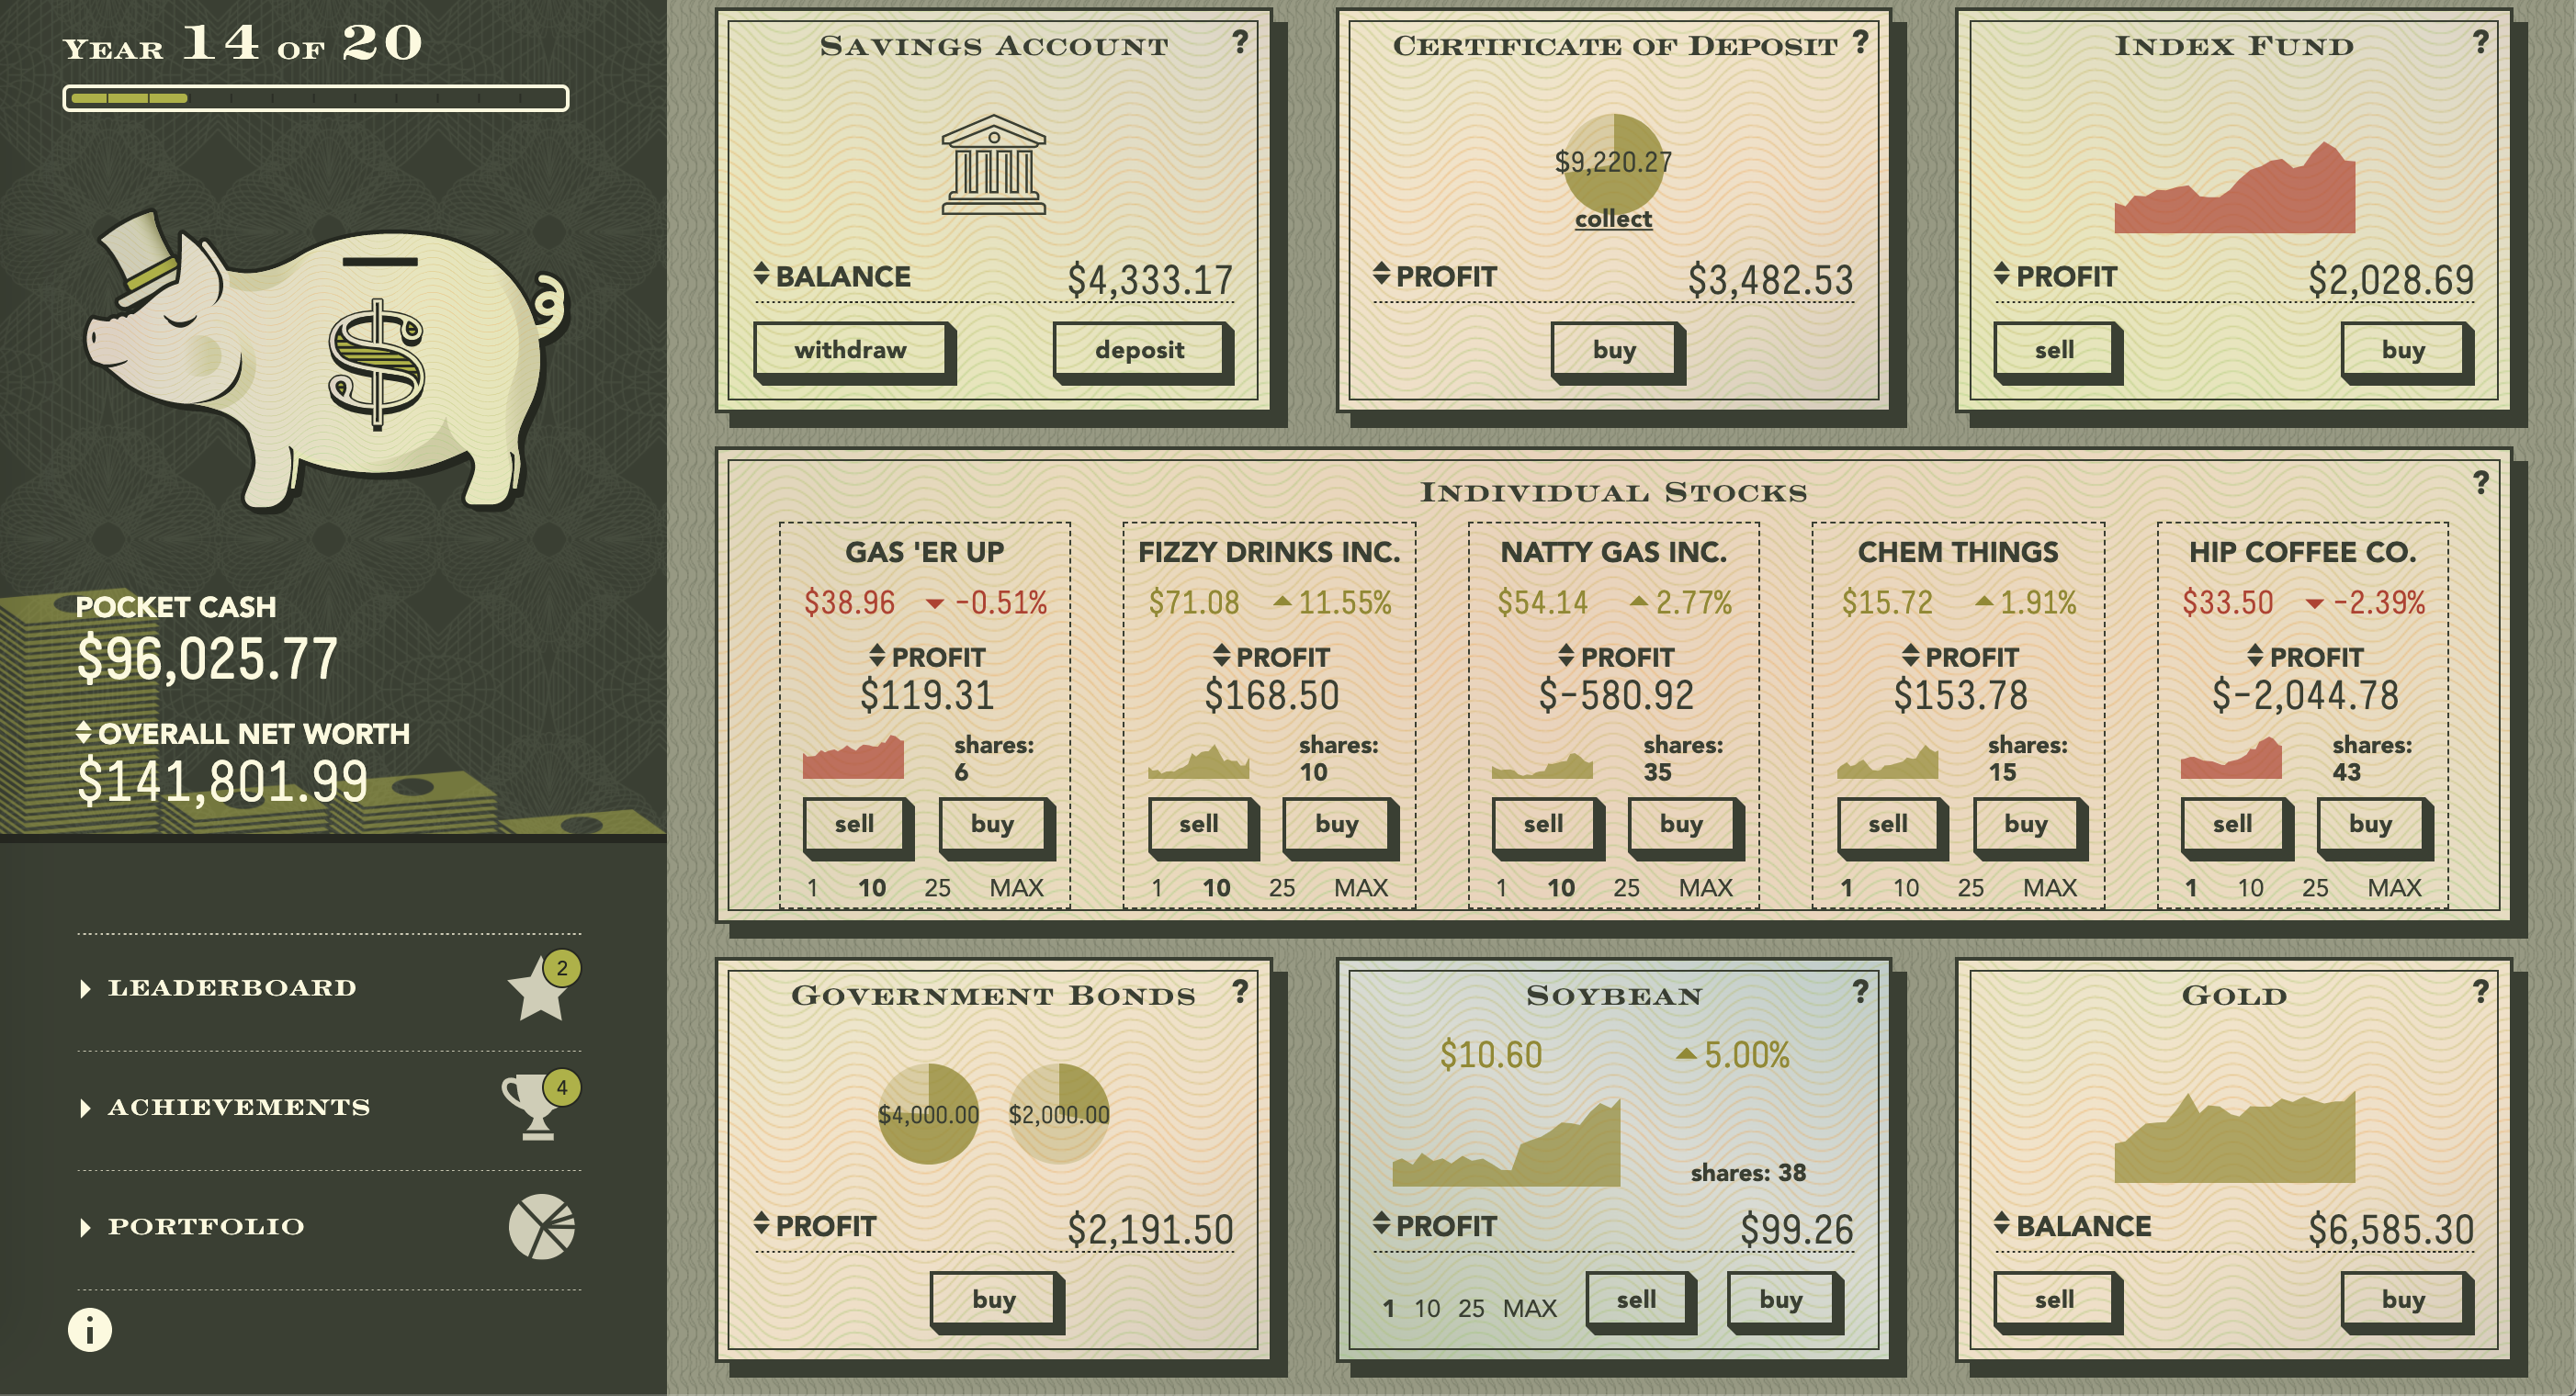 YEAR 14 OF 20
POCKET CASH
$96,025.77
OVERALL NET WORTH
$141,801.99
LEADERBOARD
2
ACHIEVEMENTS
4
PORTFOLIO
i
SAVINGS ACCOUNT ?
$
BALANCE $4,333.17
withdraw deposit
CERTIFICATE OF DEPOSIT ?
$9,220.27
collect
PROFIT $3,482.53
buy
INDEX FUND ?
PROFIT $2,028.69
sell buy
INDIVIDUAL STOCKS ?
GAS 'ER UP
$38.96 -0.51%
PROFIT
$119.31
shares:
6
sell buy
1 10 25 MAX
FIZZY DRINKS INC.
$71.08 11.55%
PROFIT
$168.50
shares:
10
sell buy
1 10 25 MAX
NATTY GAS INC.
$54.14 2.77%
PROFIT
$-580.92
shares:
35
sell buy
1 10 25 MAX
CHEM THINGS
$15.72 1.91%
PROFIT
$153.78
shares:
15
sell buy
1 10 25 MAX
HIP COFFEE CO.
$33.50 -2.39%
PROFIT
$-2,044.78
shares:
43
sell buy
1 10 25 MAX
GOVERNMENT BONDS ?
$4,000.00 $2,000.00
PROFIT $2,191.50
buy
SOYBEAN ?
$10.60 5.00%
shares: 38
PROFIT $99.26
1 10 25 MAX sell buy
GOLD ?
BALANCE $6,585.30
sell buy